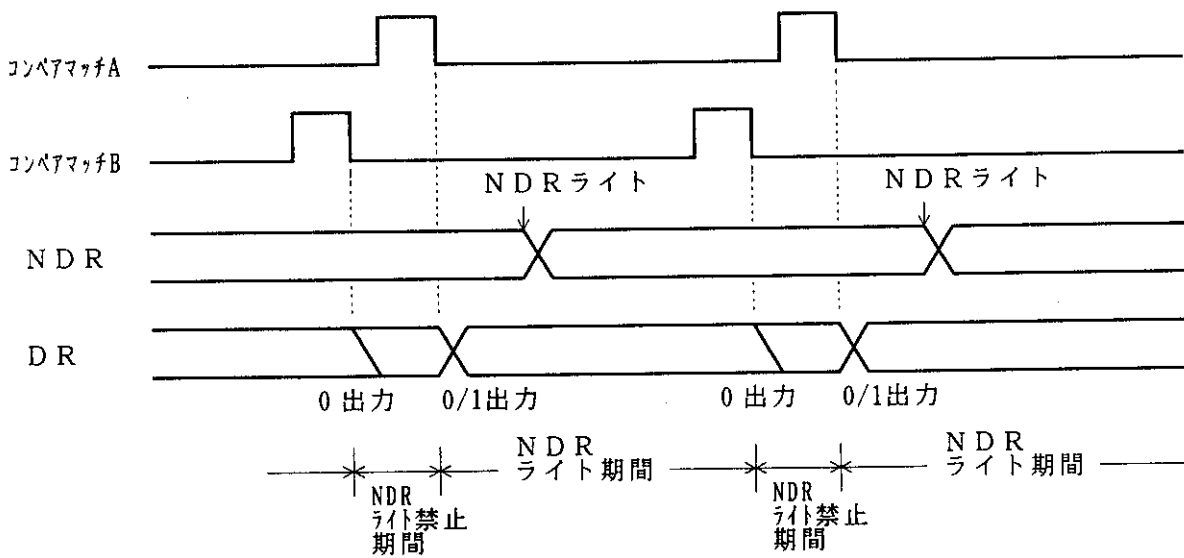 コンペアマッチA
コンペアマッチB
NDRライト
NDRライト
NDR
DR
0出力
0/1出力
0出力
0/1出力
NDR
ライト期間
NDR
ライト期間
NDR
ライト禁止
期間
NDR
ライト禁止
期間